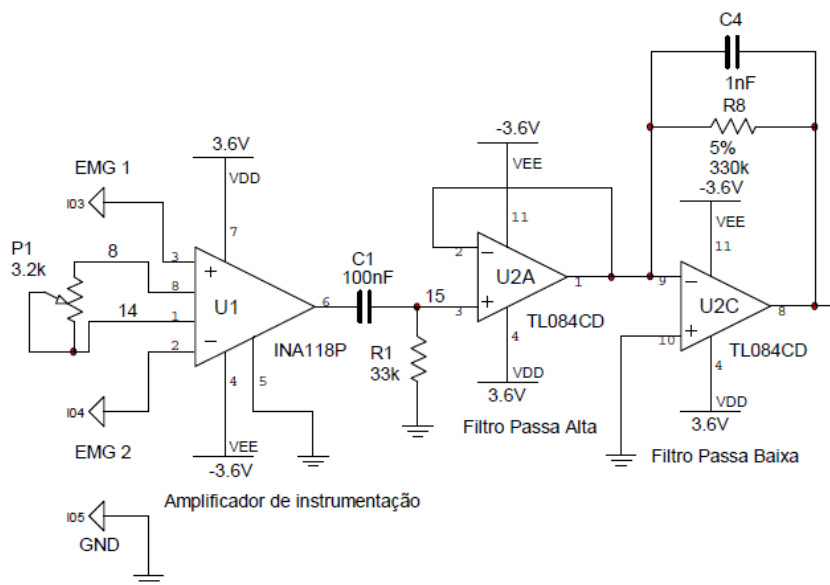 C4
1nF
R8
5%
330k
-3.6V
VEE
11
9
U2C
8
10
TL084CD
4
VDD
3.6V
Filtro Passa Baixa
-3.6V
VEE
11
2
U2A
1
3
TL084CD
4
VDD
3.6V
Filtro Passa Alta
C1
100nF
15
R1
33k
3.6V
VDD
7
EMG 1
IO3
P1
3.2k
8
14
3
8
1
2
U1
6
INA118P
4
5
VEE
-3.6V
IO4
EMG 2
Amplificador de instrumentação
IO5
GND